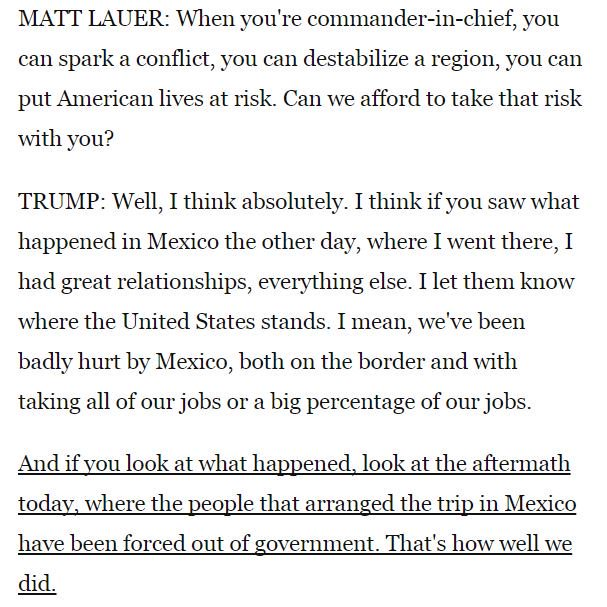 MATT LAUER: When you're commander-in-chief, you
can spark a conflict, you can destabilize a region, you can
put American lives at risk. Can we afford to take that risk
with you?
TRUMP: Well, I think absolutely. I think if you saw what
happened in Mexico the other day, where I went there, I
had great relationships, everything else. I let them know
where the United States stands. I mean, we've been
badly hurt by Mexico, both on the border and with
taking all of our jobs or a big percentage of our jobs.
And if you look at what happened, look at the aftermath
today, where the people that arranged the trip in Mexico
have been forced out of government. That's how well we
did.